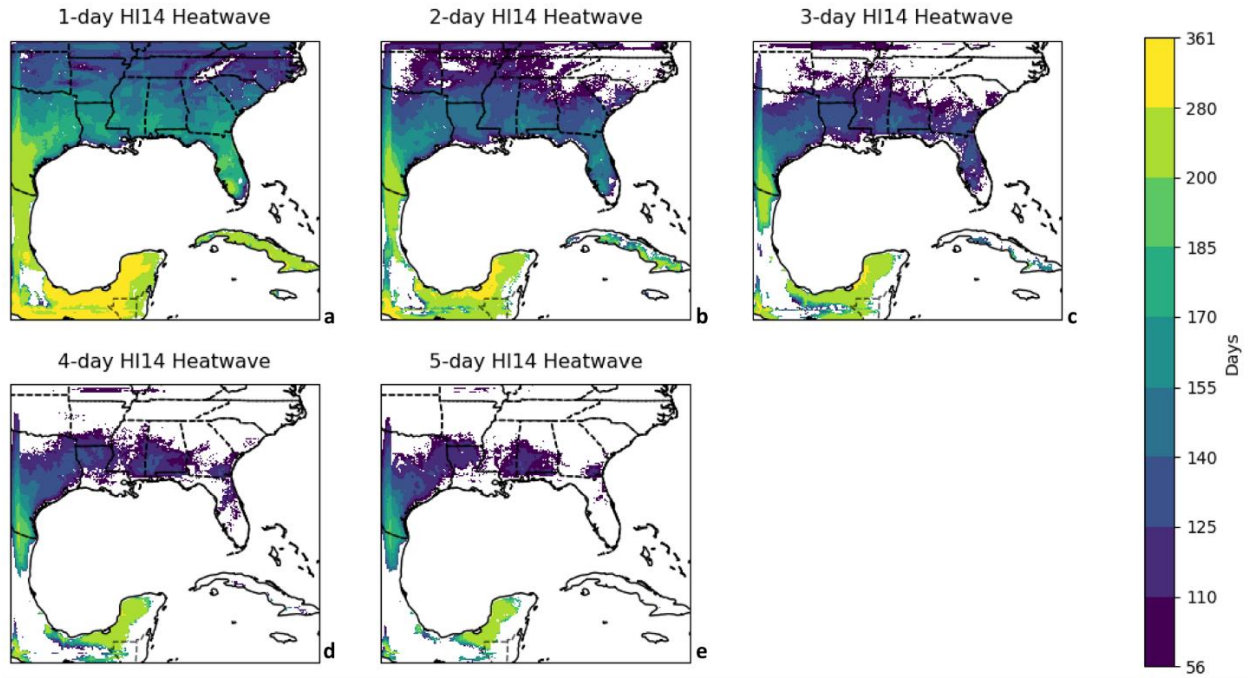 1-day HI14 Heatwave
2-day HI14 Heatwave
3-day HI14 Heatwave
a
b
c
4-day HI14 Heatwave
5-day HI14 Heatwave
d
e
361
280
200
185
170
155
140
125
110
56
Days